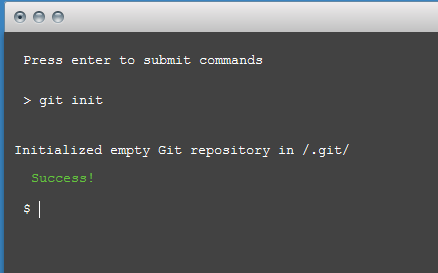 Press enter to submit commands
> git init
Initialized empty Git repository in /.git/
Success!
$